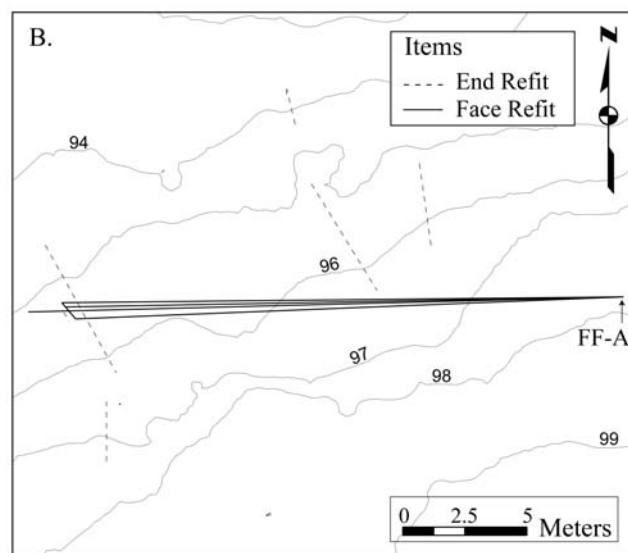 B.
Items
End Refit
Face Refit
N
94
96
FF-A
97
98
99
0 2.5 5
Meters